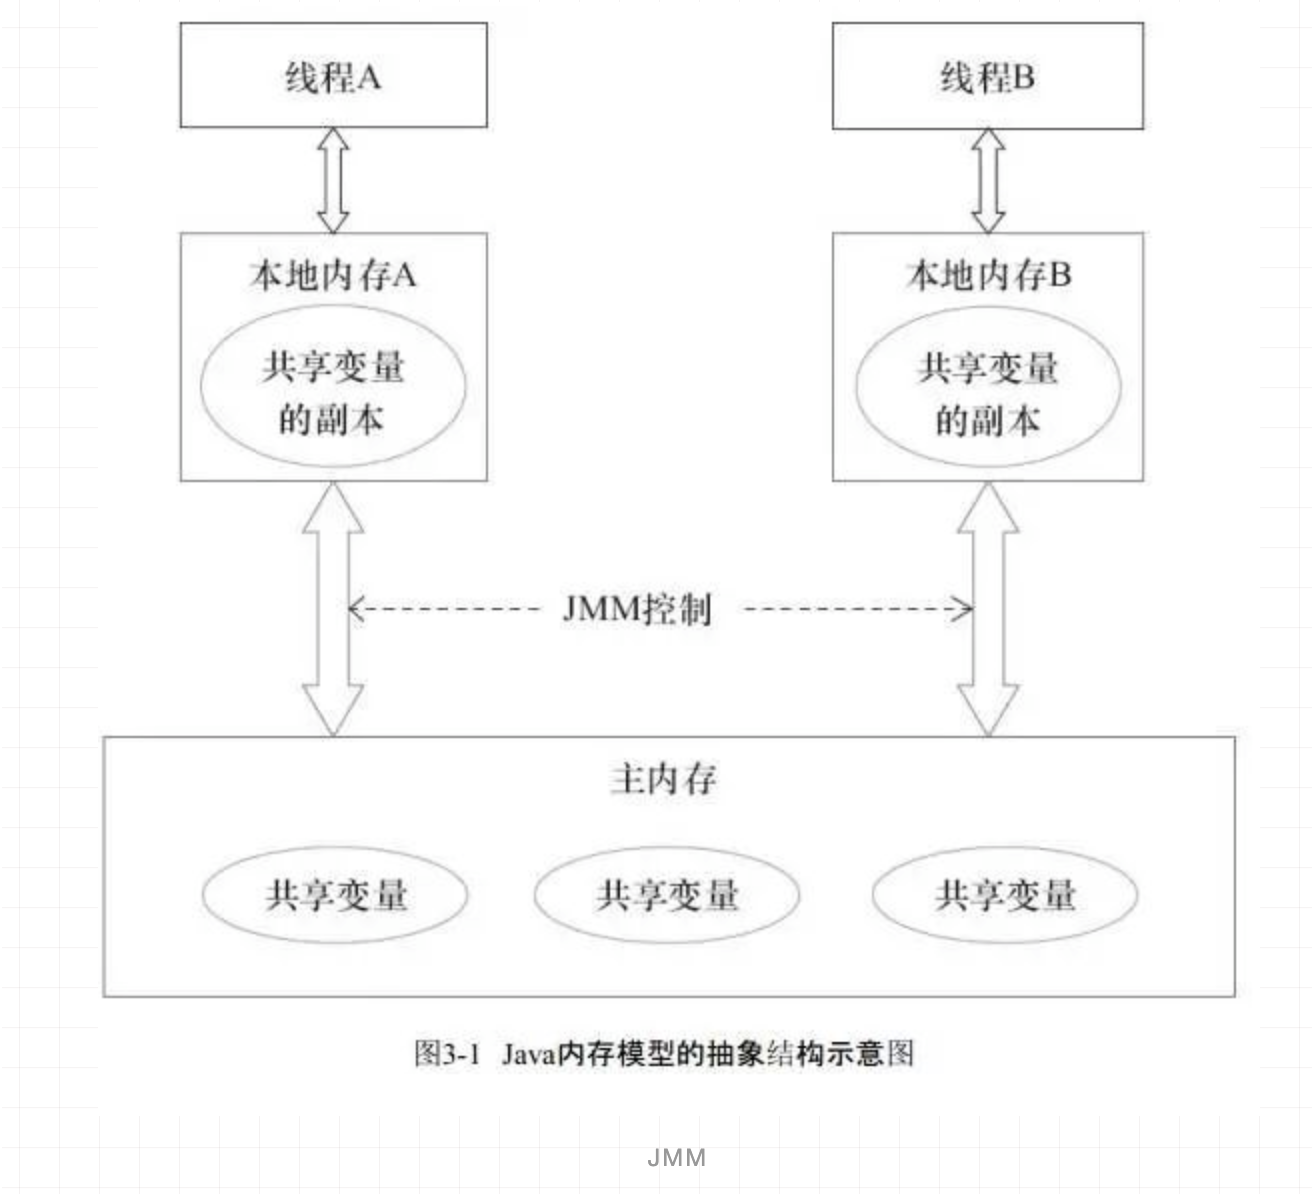 线程A
线程B
本地内存A
本地内存B
共享变量
的副本
共享变量
的副本
JMM控制
主内存
共享变量
共享变量
共享变量
图3-1 Java内存模型的抽象结构示意图
JMM